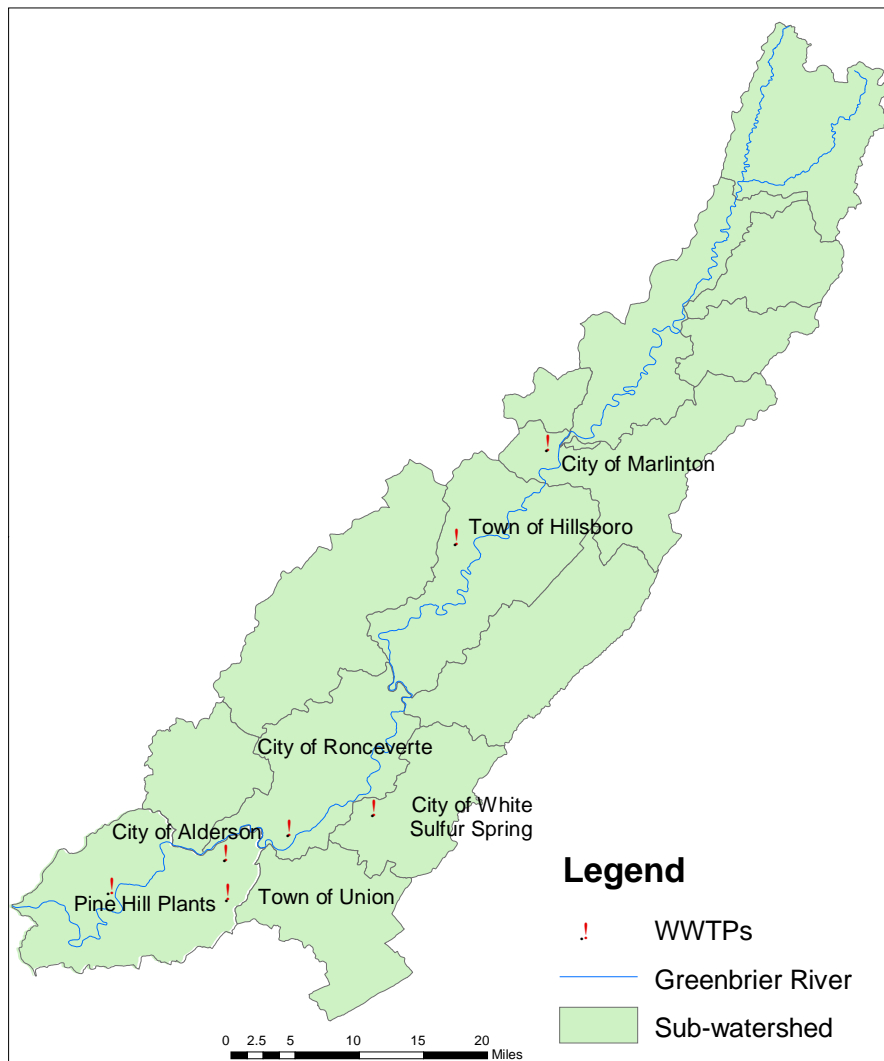 City of Marlinton
Town of Hillsboro
City of Ronceverte
City of White
Sulfur Spring
City of Alderson
Town of Union
Pine Hill Plants
Legend
! WWTPs
Greenbrier River
Sub-watershed
0 2.5 5 10 15 20
Miles